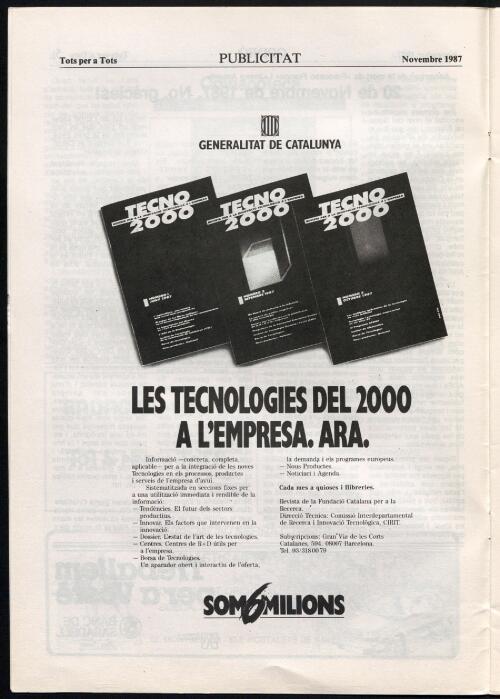 Tots per a Tots
PUBLICITAT
Novembre 1987
GENERALITAT DE CATALUNYA
TECNO
2000
TECNO
2000
TECNO
2000
LES TECNOLOGIES DEL 2000
A L'EMPRESA. ARA.
Informació —concreta, completa,
aplicable— per a la integració de les noves
Tecnologies en els processos, productes
i serveis de l'empresa d'avui.
Sistematitzada en seccions fixes per
a una utilització immediata i rendible de la
informació:
— Tendències. El futur dels sectors
productius.
— Innovar. Els factors que intervenen en la
innovació.
— Dossier. L'estat de l'art de les tecnologies.
— Centres. Centres de R+D útils per
a l'empresa.
— Borsa de Tecnologies.
Un aparador obert i interactiu de l'oferta,
la demanda i els programes europeus.
— Nous Productes.
— Noticiari i Agenda.
Cada mes a quioscs i llibreries.
Revista de la Fundació Catalana per a la
Recerca.
Direcció Tècnica: Comissió Interdepartamental
de Recerca i Innovació Tecnològica, CIRIT.
Subscripcions: Gran Via de les Corts
Catalanes, 594. 08007 Barcelona.
Tel. 93/318 00 79
SOM 6 MILIONS